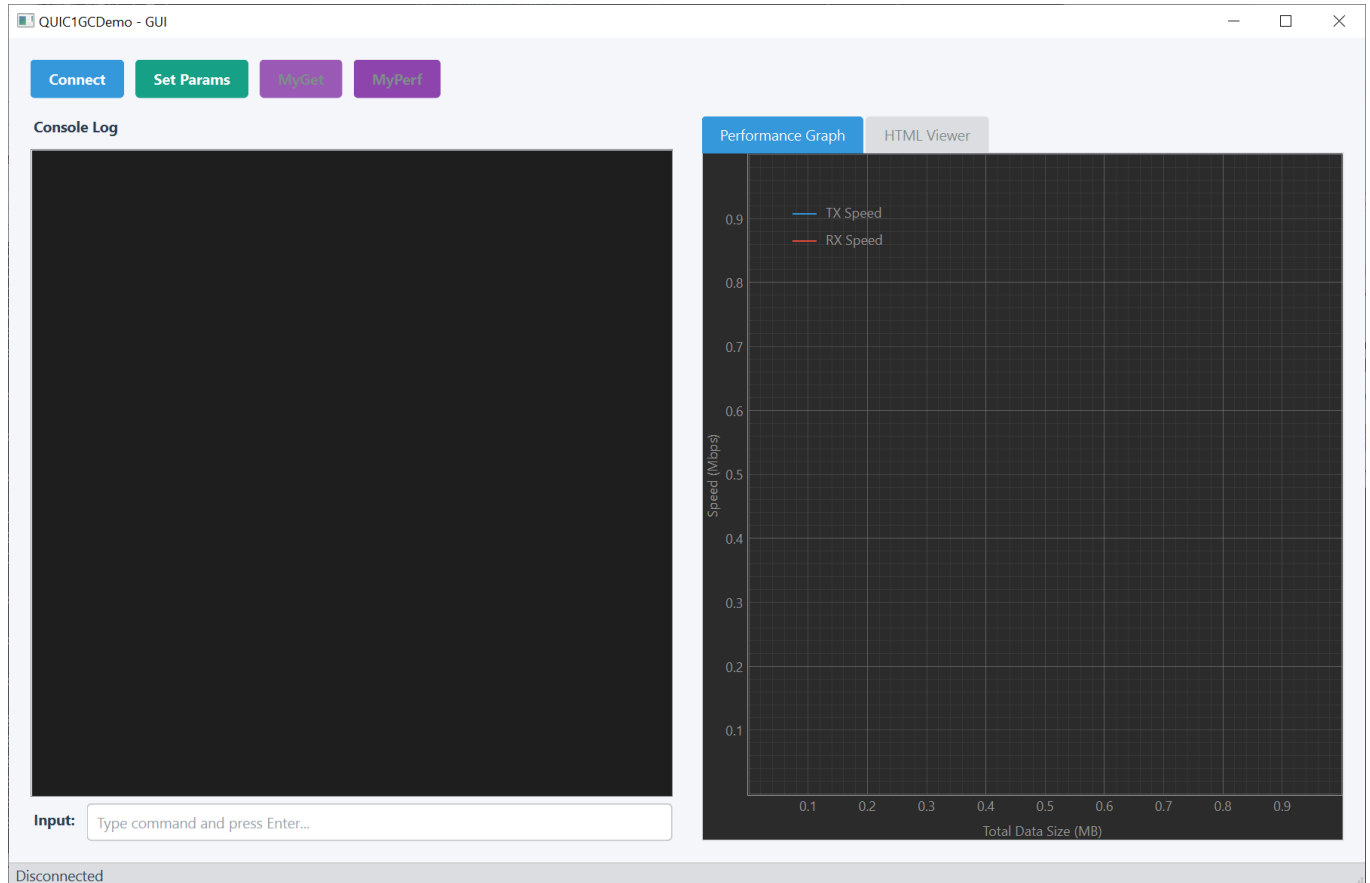 QUIC1GCDemo - GUI
Connect
Set Params
MyGet
MyPerf
Console Log
Performance Graph
HTML Viewer
TX Speed
RX Speed
0.9
0.8
0.7
0.6
0.5
0.4
0.3
0.2
0.1
Speed (Mbps)
0.1 0.2 0.3 0.4 0.5 0.6 0.7 0.8 0.9
Total Data Size (MB)
Input:
Type command and press Enter...
Disconnected